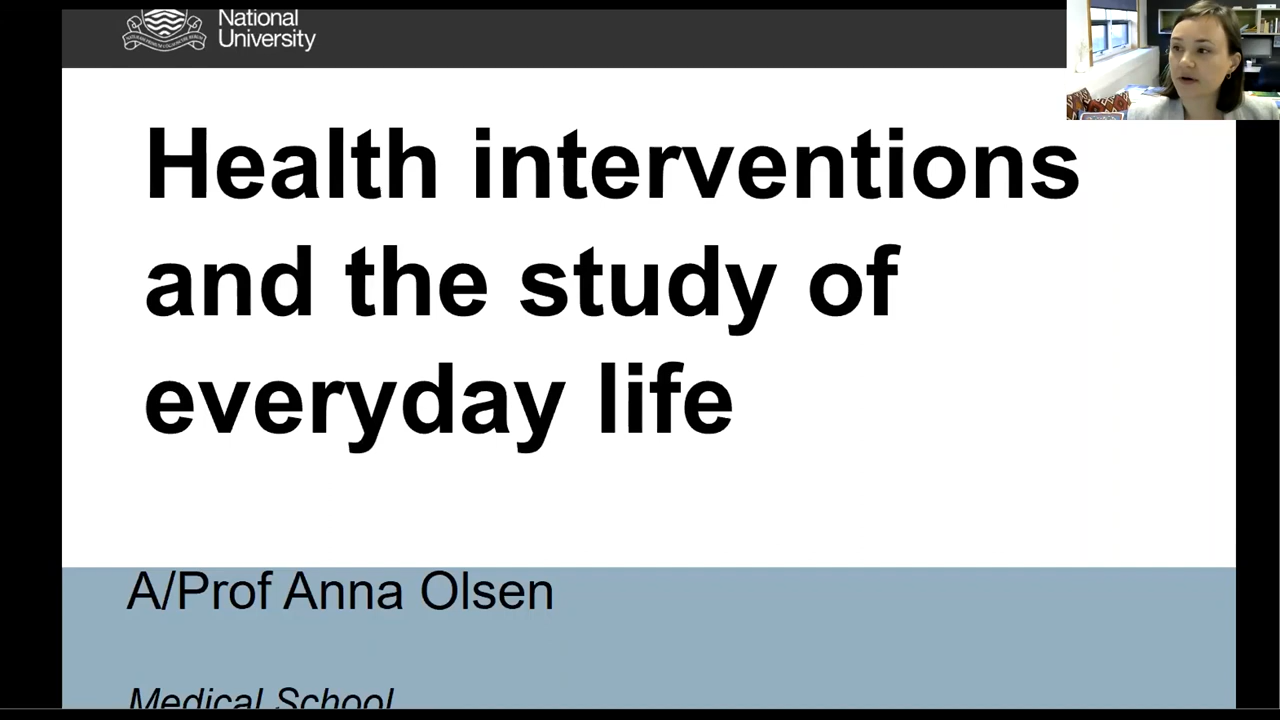 National
University
Health interventions
and the study of
everyday life
A/Prof Anna Olsen
Medical School